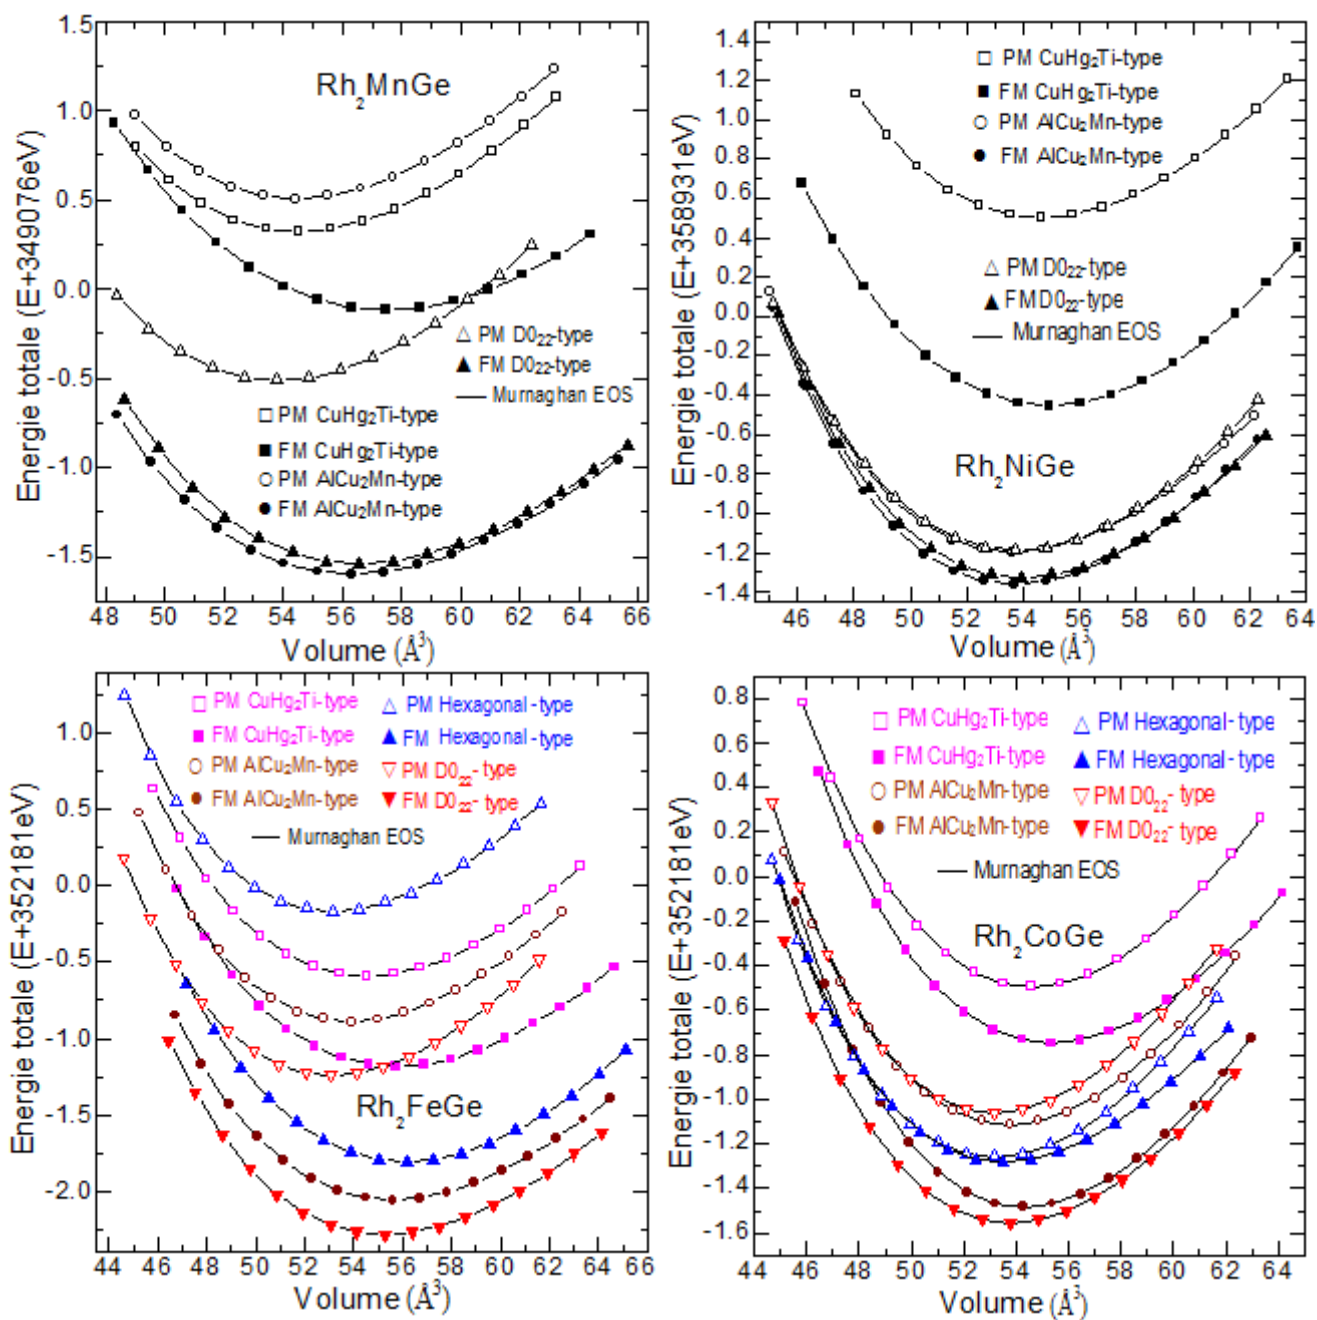 Rh2MnGe
Energie totale (E+349076eV)
1.5
1.0
0.5
0.0
-0.5
-1.0
-1.5
△ PM D022-type
▲ FM D022-type
— Murnaghan EOS
□ PM CuHg2Ti-type
■ FM CuHg2Ti-type
○ PM AlCu2Mn-type
● FM AlCu2Mn-type
48 50 52 54 56 58 60 62 64 66
Volume (Å3)
Energie totale (E+358931eV)
1.4
1.2
1.0
0.8
0.6
0.4
0.2
0.0
-0.2
-0.4
-0.6
-0.8
-1.0
-1.2
-1.4
□ PM CuHg2Ti-type
■ FM CuHg2Ti-type
○ PM AlCu2Mn-type
● FM AlCu2Mn-type
△ PM D022-type
▲ FM D022-type
— Murnaghan EOS
Rh2NiGe
46 48 50 52 54 56 58 60 62 64
Volume (Å3)
Energie totale (E+352181eV)
1.0
0.5
0.0
-0.5
-1.0
-1.5
-2.0
□ PM CuHg2Ti-type
■ FM CuHg2Ti-type
○ PM AlCu2Mn-type
● FM AlCu2Mn-type
— Murnaghan EOS
△ PM Hexagonal-type
▲ FM Hexagonal-type
▽ PM D022- type
▼ FM D022- type
Rh2FeGe
44 46 48 50 52 54 56 58 60 62 64 66
Volume (Å3)
Energie totale (E+352181eV)
0.8
0.6
0.4
0.2
0.0
-0.2
-0.4
-0.6
-0.8
-1.0
-1.2
-1.4
-1.6
□ PM CuHg2Ti-type
■ FM CuHg2Ti-type
○ PM AlCu2Mn-type
● FM AlCu2Mn-type
— Murnaghan EOS
△ PM Hexagonal-type
▲ FM Hexagonal-type
▽ PM D022- type
▼ FM D022- type
Rh2CoGe
44 46 48 50 52 54 56 58 60 62 64
Volume (Å3)